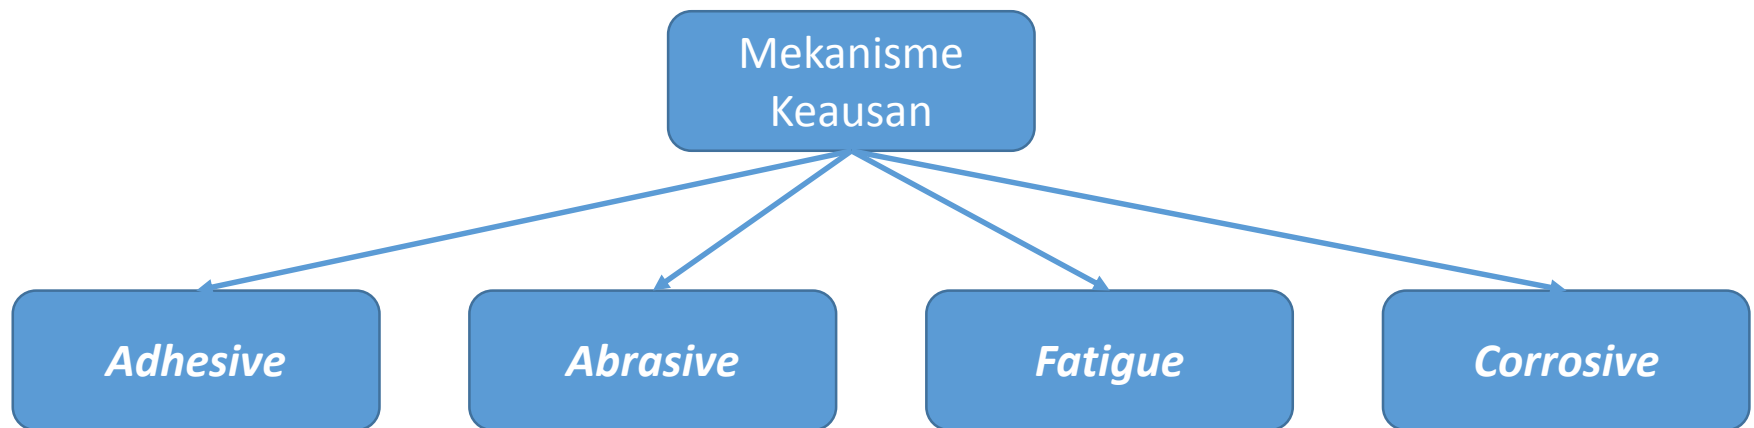 Mekanisme
Keausan
Adhesive
Abrasive
Fatigue
Corrosive